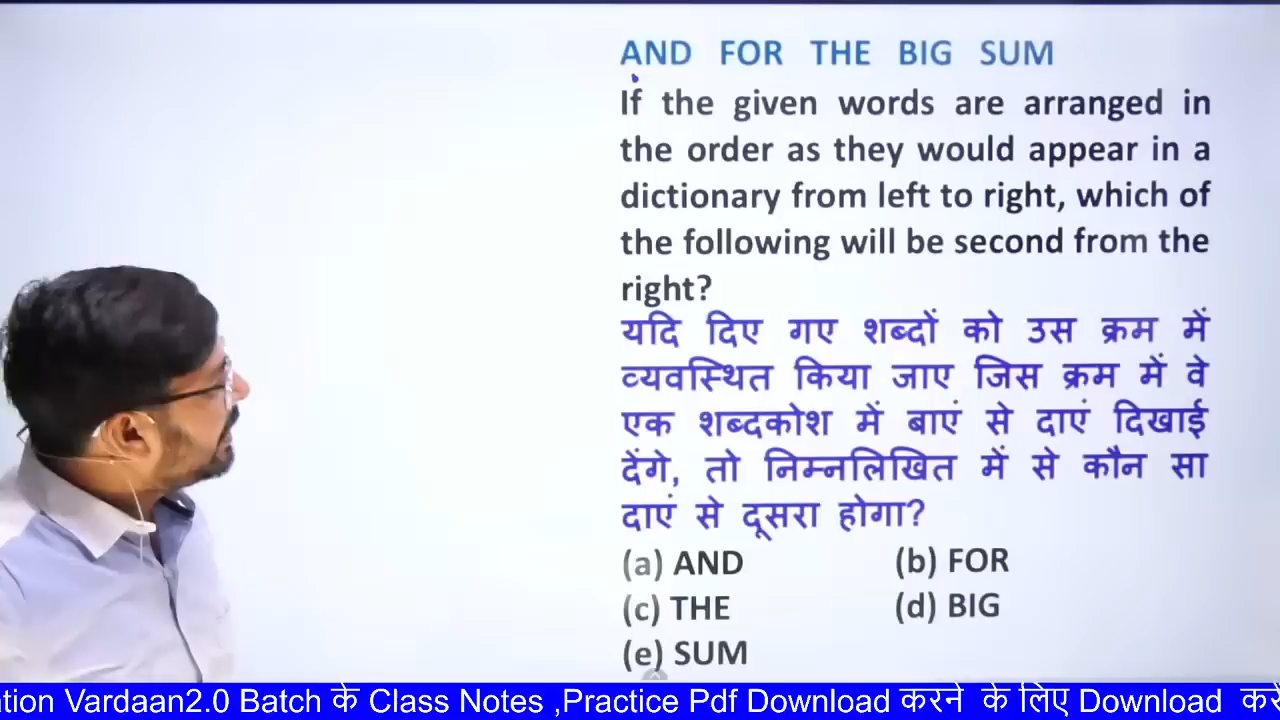 AND FOR THE BIG SUM
If the given words are arranged in
the order as they would appear in a
dictionary from left to right, which of
the following will be second from the
right?
यदि दिए गए शब्दों को उस क्रम में
व्यवस्थित किया जाए जिस क्रम में वे
एक शब्दकोश में बाएं से दाएं दिखाई
देंगे, तो निम्नलिखित में से कौन सा
दाएं से दूसरा होगा?
(a) AND (b) FOR
(c) THE (d) BIG
(e) SUM
Vardaan2.0 Batch के Class Notes ,Practice Pdf Download करने के लिए Download